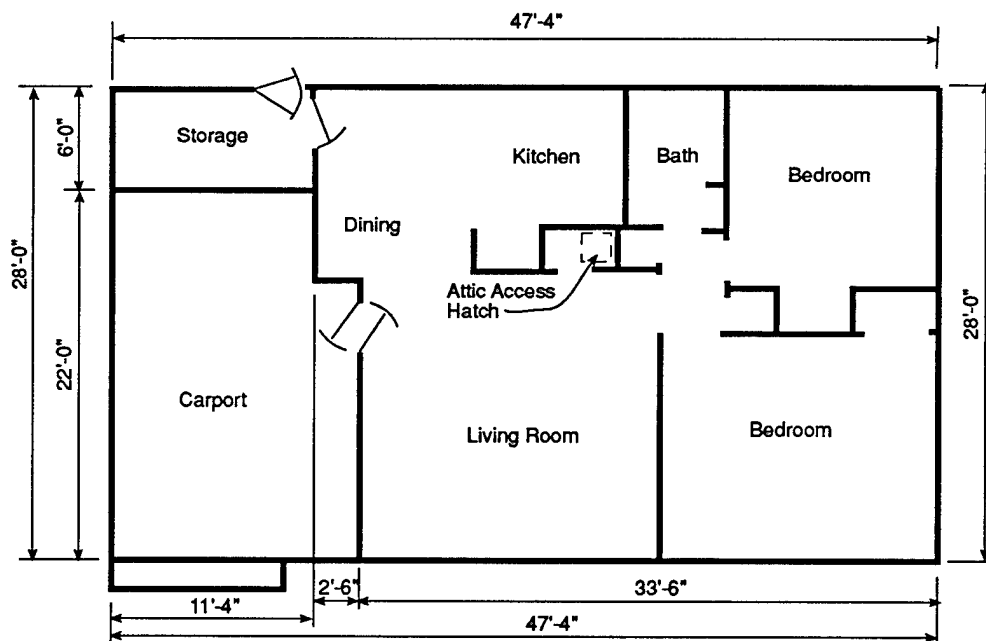 47'-4"
6'-0"
Storage
Kitchen
Bath
Bedroom
28'-0"
Dining
Attic Access
Hatch
28'-0"
22'-0"
Carport
Living Room
Bedroom
2'-6"
33'-6"
11'-4"
47'-4"